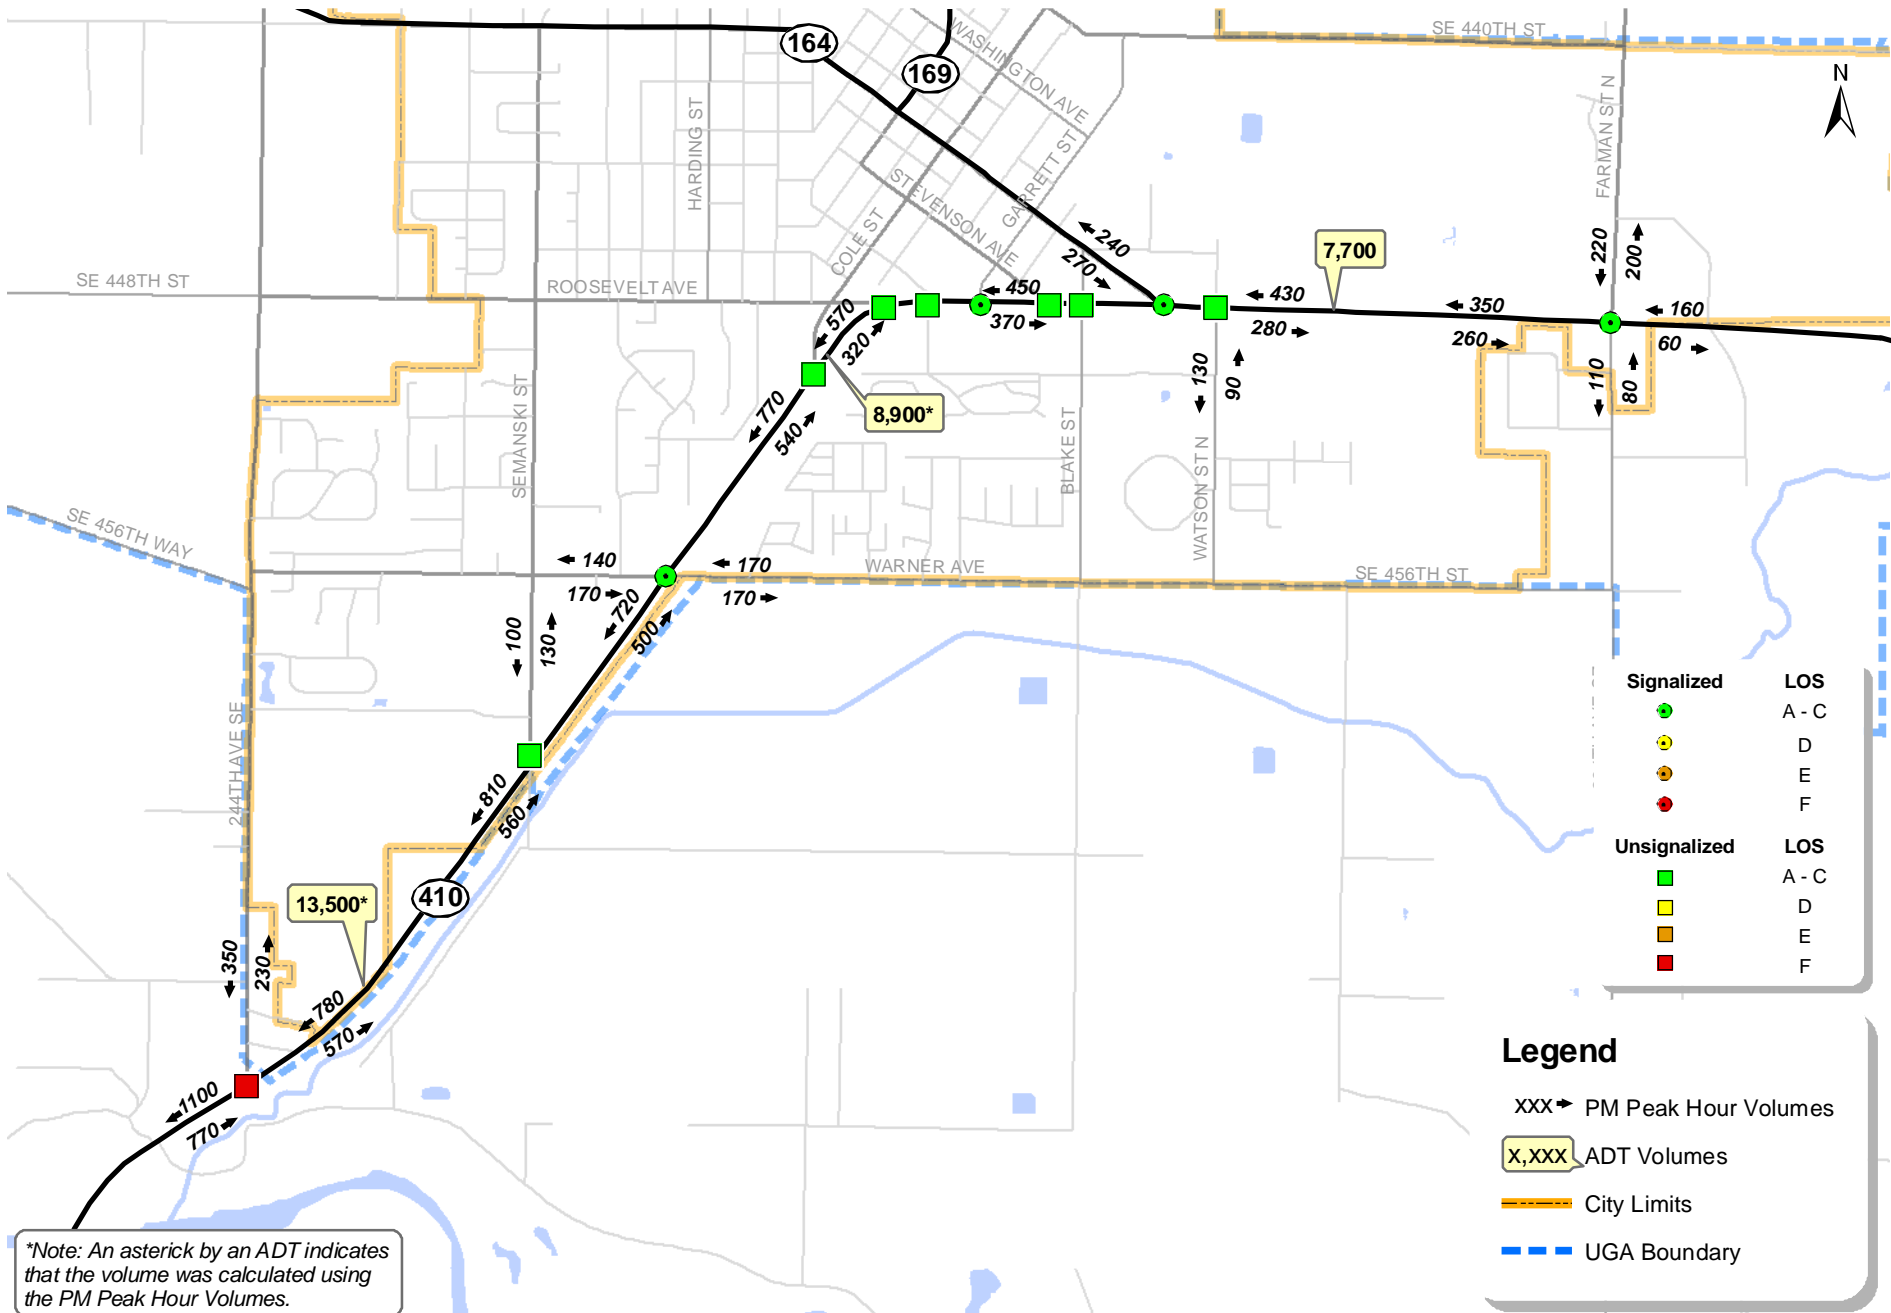 164
169
WASHINGTON AVE
SE 440TH ST
N
FARMAN ST N
HARDING ST
GARRETT ST
STEVENSON AVE
COLE ST
SE 448TH ST
ROOSEVELT AVE
240
270
7,700
220
200
450
370
430
280
350
260
160
60
570
320
130
90
110
80
8,900*
770
540
SEMANSKI ST
BLAKE ST
WATSON ST N
SE 456TH WAY
140
170
170
170
WARNER AVE
SE 456TH ST
720
500
100
130
244TH AVE SE
810
560
410
13,500*
350
230
780
570
1100
770
Signalized LOS
A - C
D
E
F
Unsignalized LOS
A - C
D
E
F
Legend
XXX PM Peak Hour Volumes
X,XXX ADT Volumes
City Limits
UGA Boundary
*Note: An asterick by an ADT indicates
that the volume was calculated using
the PM Peak Hour Volumes.